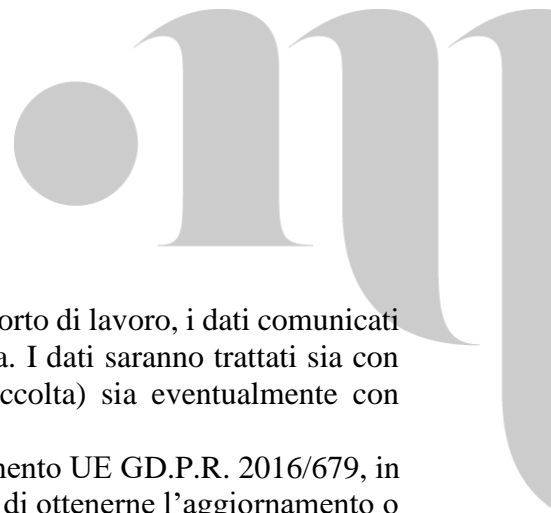 orto di lavoro, i dati comunicati
a. I dati saranno trattati sia con
ccolta) sia eventualmente con
nento UE GD.P.R. 2016/679, in
di ottenerne l’aggiornamento o